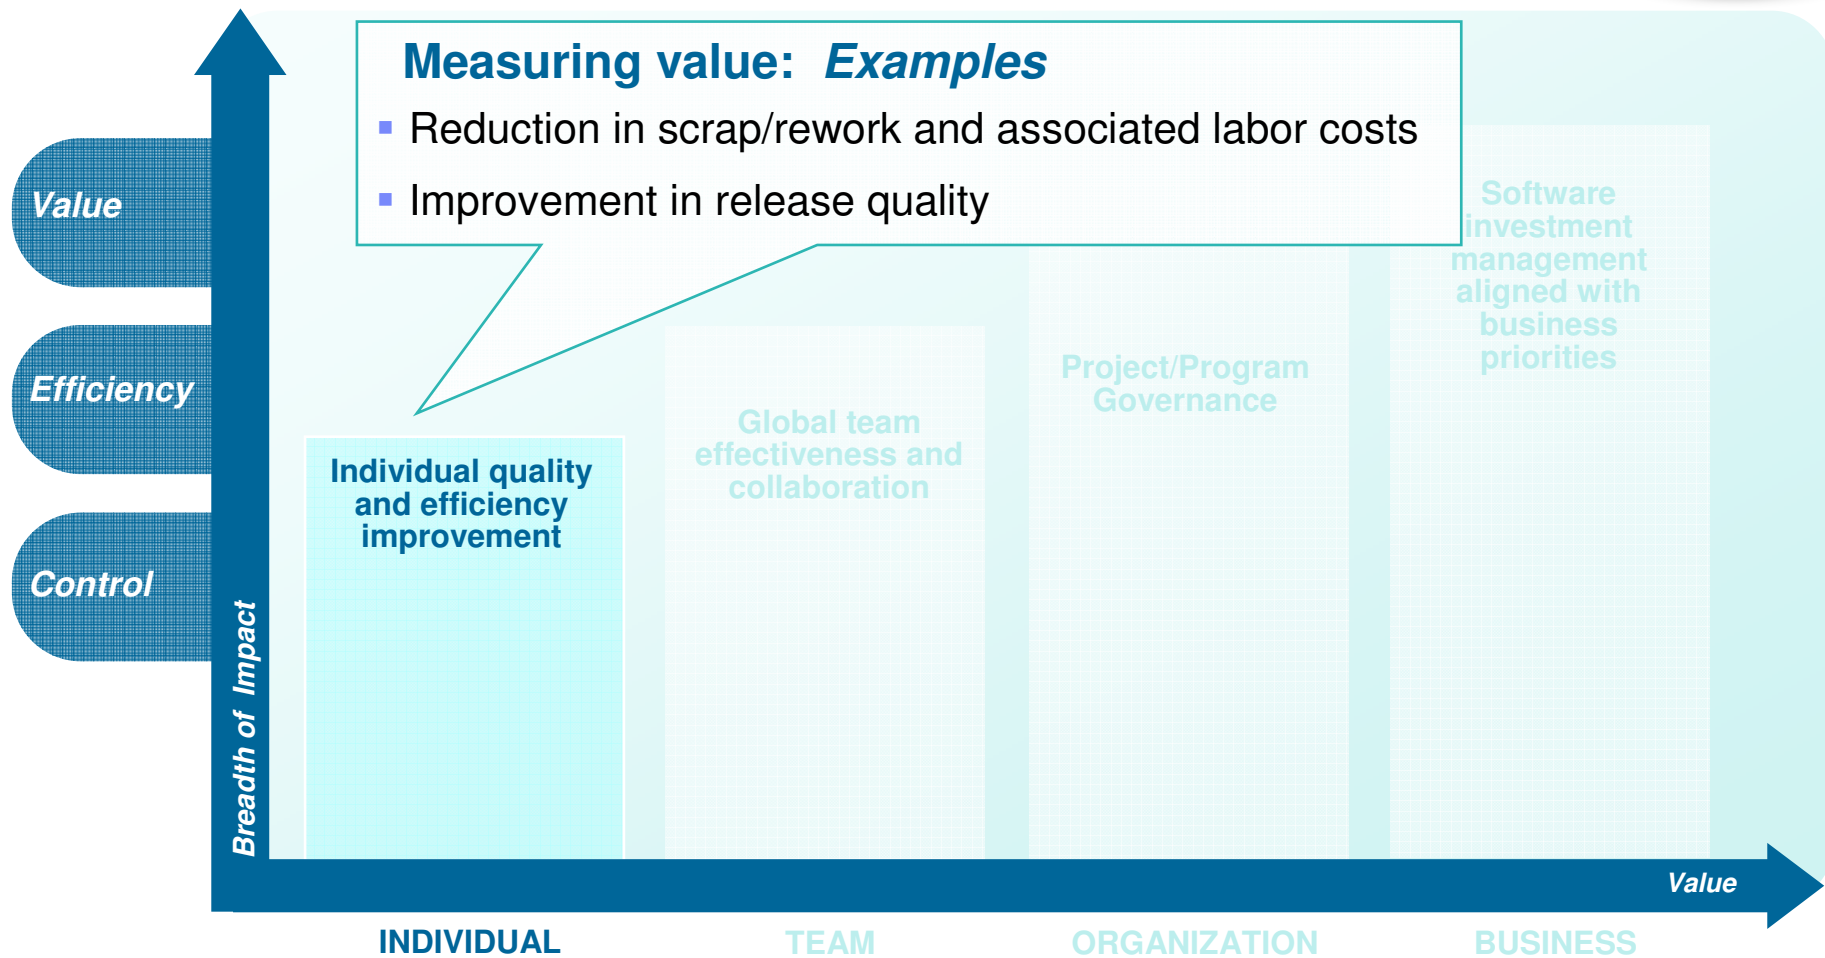 Measuring value: Examples
Reduction in scrap/rework and associated labor costs
Improvement in release quality
Value
Efficiency
Control
Breadth of Impact
Individual quality
and efficiency
improvement
Global team
effectiveness and
collaboration
Project/Program
Governance
Software
investment
management
aligned with
business
priorities
Value
INDIVIDUAL
TEAM
ORGANIZATION
BUSINESS